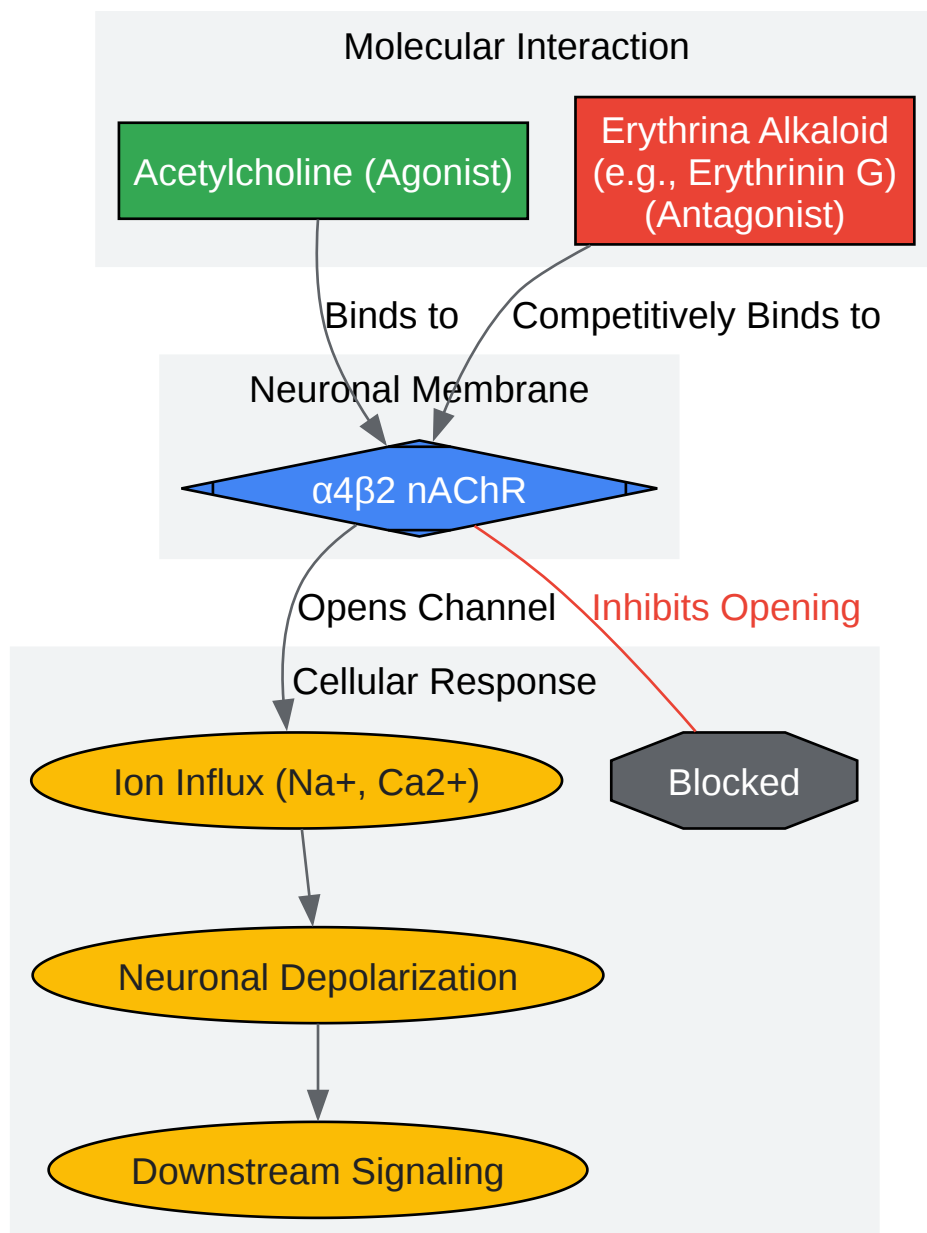 Molecular Interaction
Acetylcholine (Agonist)
Erythrina Alkaloid
(e.g., Erythrinin G)
(Antagonist)
Binds to
Competitively Binds to
Neuronal Membrane
α4β2 nAChR
Opens Channel
Inhibits Opening
Cellular Response
Ion Influx (Na+, Ca2+)
Blocked
Neuronal Depolarization
Downstream Signaling